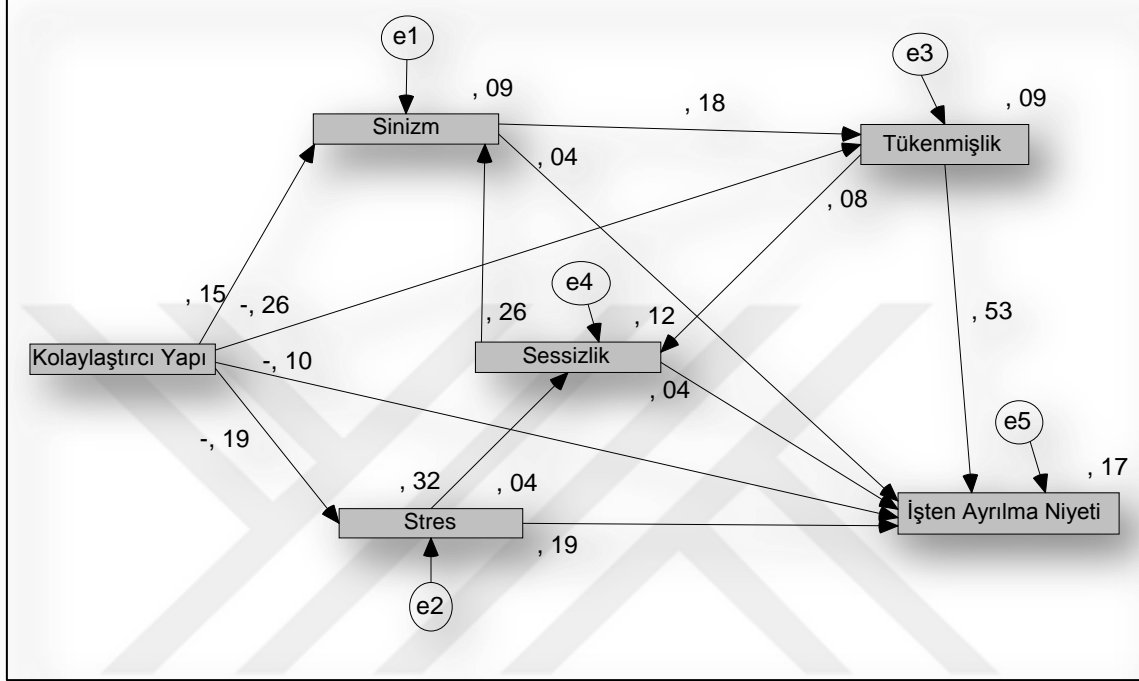 e1
e3
, 09
, 18
, 09
Sinizm
Tükenmişlik
, 04
, 08
e4
, 15
-, 26
, 26
, 12
, 53
Kolaylaştırcı Yapı
-, 10
Sessizlik
, 04
-, 19
e5
, 32
, 04
, 17
Stres
İşten Ayrılma Niyeti
, 19
e2